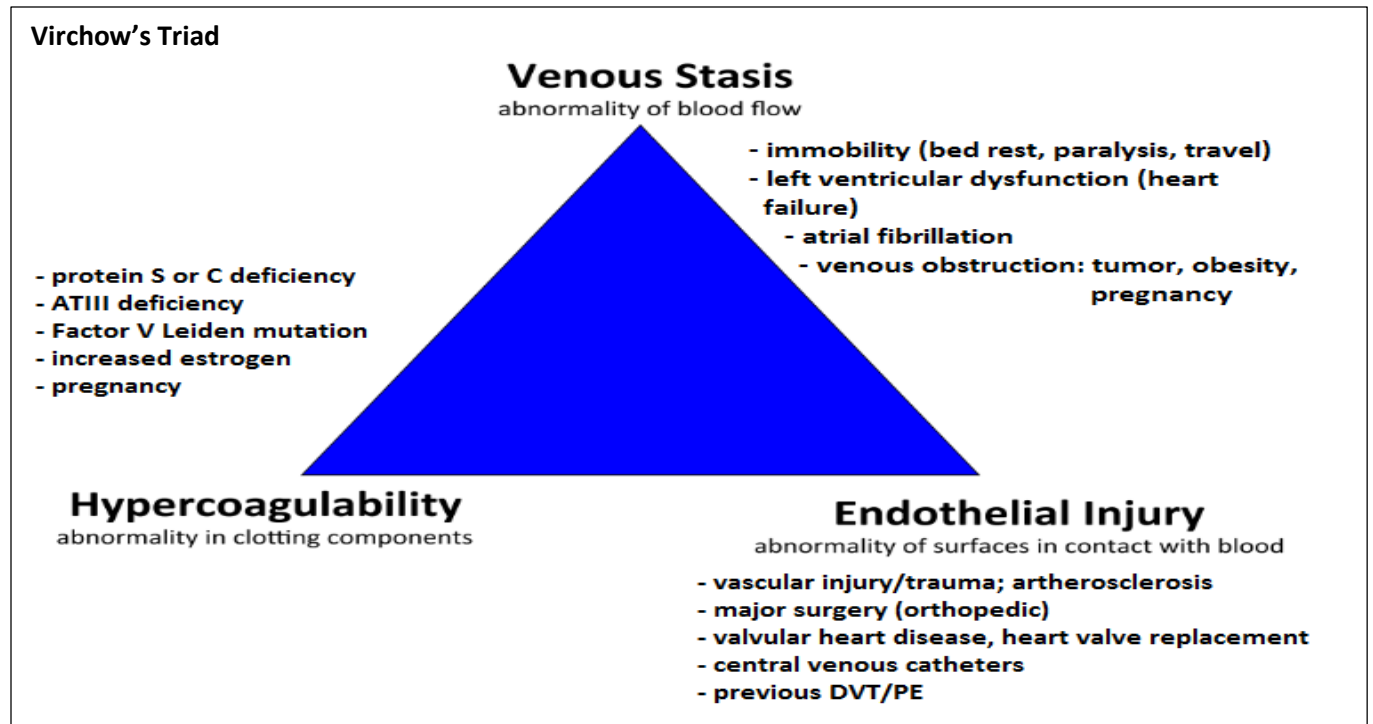 Virchow’s Triad
Venous Stasis
abnormality of blood flow
- immobility (bed rest, paralysis, travel)
- left ventricular dysfunction (heart
failure)
- atrial fibrillation
- venous obstruction: tumor, obesity,
pregnancy
- protein S or C deficiency
- ATIII deficiency
- Factor V Leiden mutation
- increased estrogen
- pregnancy
Hypercoagulability
abnormality in clotting components
Endothelial Injury
abnormality of surfaces in contact with blood
- vascular injury/trauma; artherosclerosis
- major surgery (orthopedic)
- valvular heart disease, heart valve replacement
- central venous catheters
- previous DVT/PE